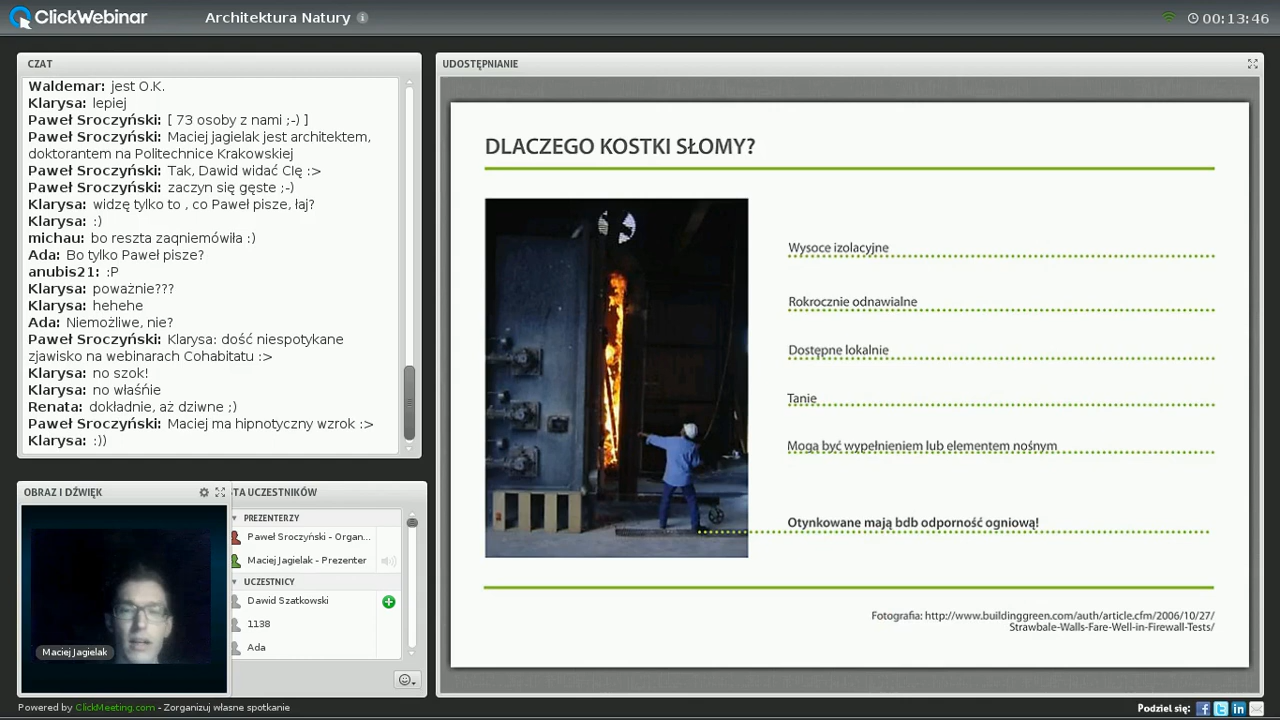 ClickWebinar
Architektura Natury
00:13:46
CZAT
Waldemar: jest O.K.
Klarysa: lepiej
Paweł Sroczyński: [ 73 osoby z nami ;-) ]
Paweł Sroczyński: Maciej jagielak jest architektem,
doktorantem na Politechnice Krakowskiej
Paweł Sroczyński: Tak, Dawid widać CIę :>
Paweł Sroczyński: zaczyn się gęste ;-)
Klarysa: widzę tylko to , co Paweł pisze, łaj?
Klarysa: :)
michau: bo reszta zaqniemówiła :)
Ada: Bo tylko Paweł pisze?
anubis21: :P
Klarysa: poważnie???
Klarysa: hehehe
Ada: Niemożliwe, nie?
Paweł Sroczyński: Klarysa: dość niespotykane
zjawisko na webinarach Cohabitatu :>
Klarysa: no szok!
Klarysa: no właśńie
Renata: dokładnie, aż dziwne ;)
Paweł Sroczyński: Maciej ma hipnotyczny wzrok :>
Klarysa: :))
OBRAZ I DŹWIĘK
Maciej Jagielak
TA UCZESTNIKÓW
PREZENTERZY
Paweł Sroczyński - Organ...
Maciej Jagielak - Prezenter
UCZESTNICY
Dawid Szatkowski
1138
Ada
UDOSTĘPNIANIE
DLACZEGO KOSTKI SŁOMY?
Wysoce izolacyjne
Rokrocznie odnawialne
Dostępne lokalnie
Tanie
Mogą być wypełnieniem lub elementem nośnym
Otynkowane mają bdb odporność ogniową!
Fotografia: http://www.buildinggreen.com/auth/article.cfm/2006/10/27/
Strawbale-Walls-Fare-Well-in-Firewall-Tests/
Powered by ClickMeeting.com - Zorganizuj własne spotkanie
Podziel się: